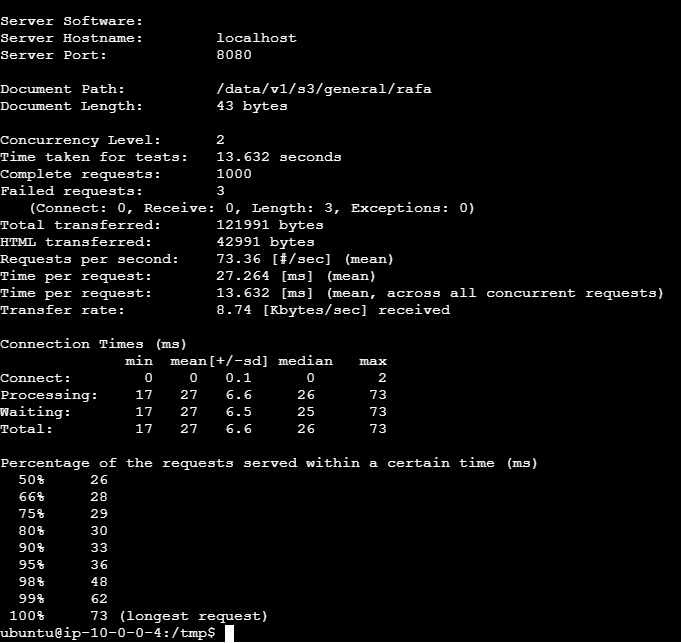 Server Software:
Server Hostname:        localhost
Server Port:            8080
Document Path:          /data/v1/s3/general/rafa
Document Length:        43 bytes
Concurrency Level:      2
Time taken for tests:   13.632 seconds
Complete requests:      1000
Failed requests:        3
   (Connect: 0, Receive: 0, Length: 3, Exceptions: 0)
Total transferred:      121991 bytes
HTML transferred:       42991 bytes
Requests per second:    73.36 [#/sec] (mean)
Time per request:       27.264 [ms] (mean)
Time per request:       13.632 [ms] (mean, across all concurrent requests)
Transfer rate:          8.74 [Kbytes/sec] received
Connection Times (ms)
              min  mean[+/-sd] median   max
Connect:        0    0   0.1      0       2
Processing:    17   27   6.6     26      73
Waiting:       17   27   6.5     25      73
Total:         17   27   6.6     26      73
Percentage of the requests served within a certain time (ms)
  50%     26
  66%     28
  75%     29
  80%     30
  90%     33
  95%     36
  98%     48
  99%     62
 100%     73 (longest request)
ubuntu@ip-10-0-0-4:/tmp$